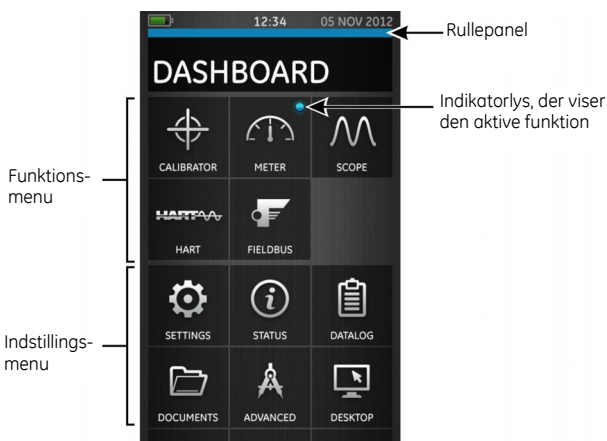 12:34 05 NOV 2012
Rullepanel
DASHBOARD
Indikatorlys, der viser
den aktive funktion
Funktions-
menu
CALIBRATOR METER SCOPE
HART
HART FIELDBUS
Indstillings-
menu
SETTINGS STATUS DATALOG
DOCUMENTS ADVANCED DESKTOP